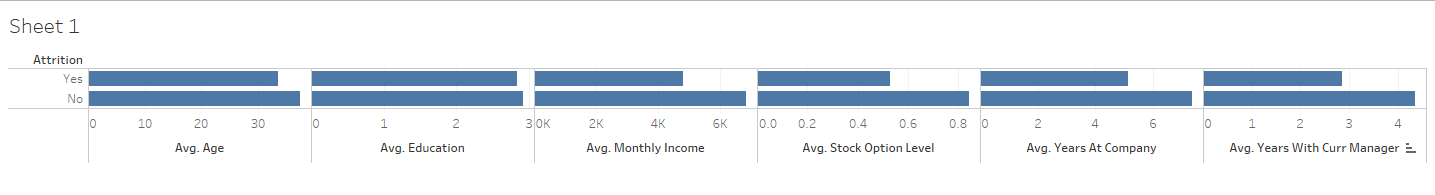 Sheet 1
Attrition
Yes
No
0 10 20 30
0 1 2 3
0K 2K 4K 6K
0.0 0.2 0.4 0.6 0.8
0 2 4 6
0 1 2 3 4
Avg. Age
Avg. Education
Avg. Monthly Income
Avg. Stock Option Level
Avg. Years At Company
Avg. Years With Curr Manager